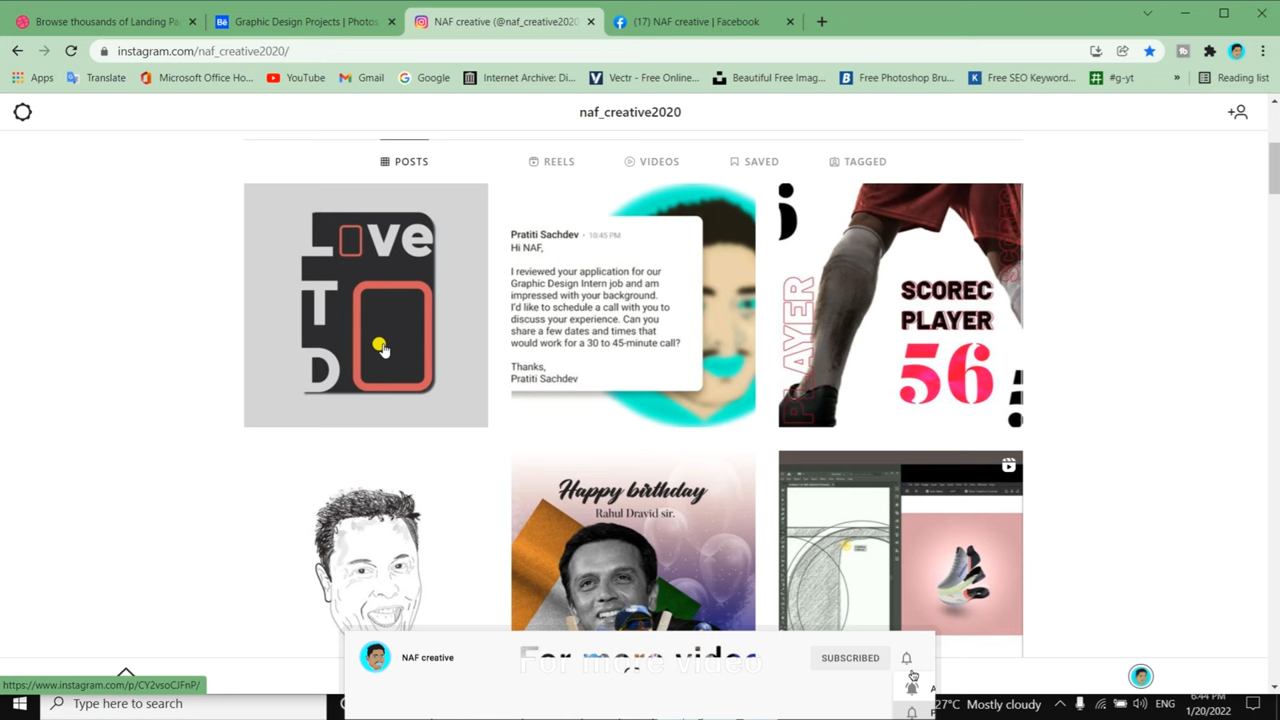 Browse thousands of Landing Pa
Graphic Design Projects | Photos
NAF creative (@naf_creative2020
(17) NAF creative | Facebook
instagram.com/naf_creative2020/
Apps
Translate
Microsoft Office Ho...
YouTube
Gmail
Google
Internet Archive: Di...
Vectr - Free Online...
Beautiful Free Imag...
Free Photoshop Bru...
Free SEO Keyword...
#g-yt
»
Reading list
naf_creative2020
POSTS
REELS
VIDEOS
SAVED
TAGGED
Love
T
D
Pratiti Sachdev • 10:45 PM
Hi NAF,
I reviewed your application for our
Graphic Design Intern job and am
impressed with your background.
I'd like to schedule a call with you to
discuss your experience. Can you
share a few dates and times that
would work for a 30 to 45-minute call?
Thanks,
Pratiti Sachdev
PLAYER
SCOREC
PLAYER
56
Happy birthday
Rahul Dravid sir.
NAF creative
For more video
SUBSCRIBED
https://www.instagram.com/p/CY2vsoCJFnP/
Type here to search
27°C Mostly cloudy
ENG
6:44 PM
1/20/2022